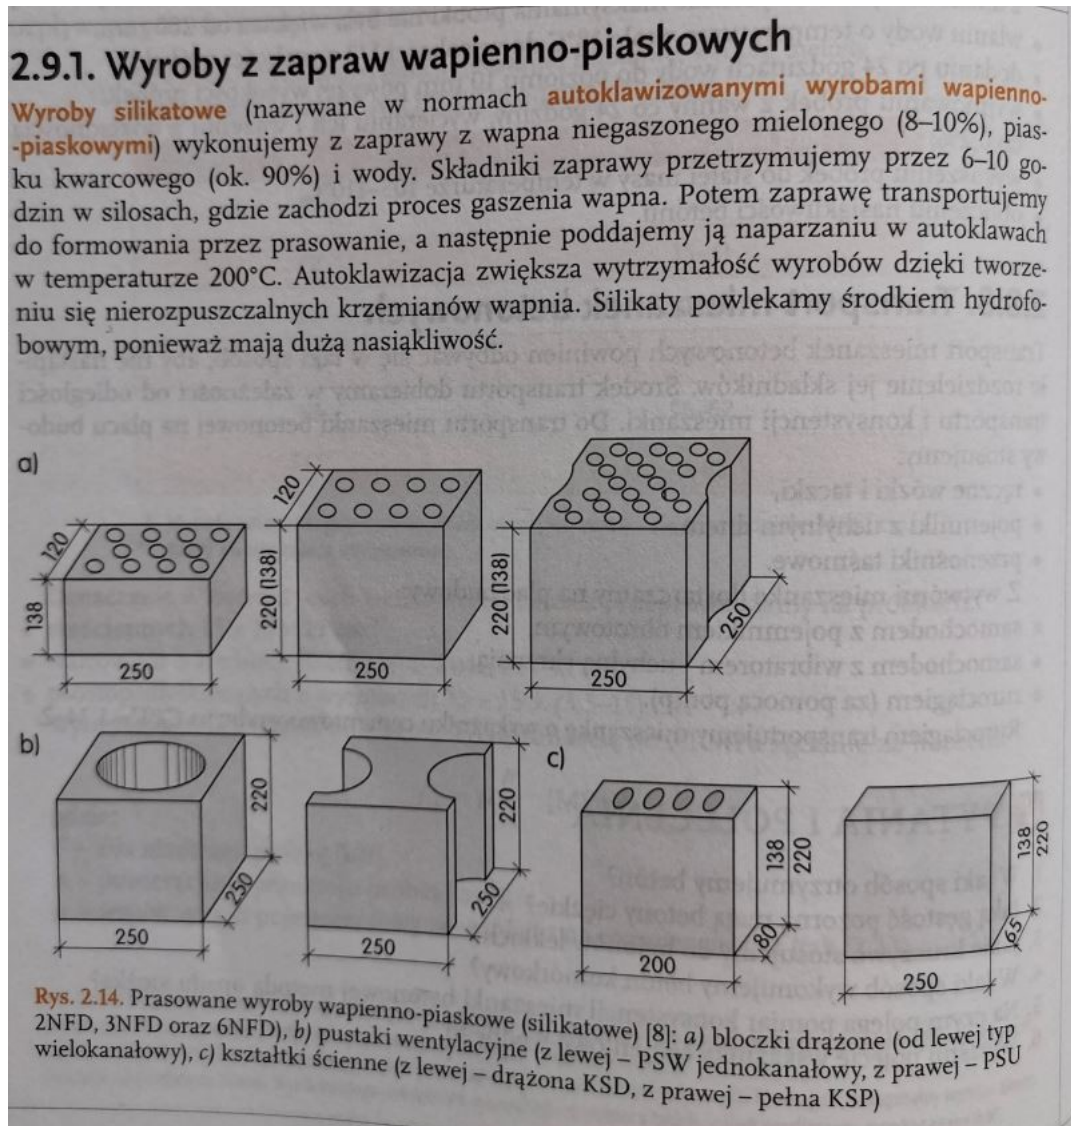 2.9.1. Wyroby z zapraw wapienno-piaskowych
Wyroby silikatowe (nazywane w normach autoklawizowanymi wyrobami wapienno-
-piaskowymi) wykonujemy z zaprawy z wapna niegaszonego mielonego (8–10%), pias-
ku kwarcowego (ok. 90%) i wody. Składniki zaprawy przetrzymujemy przez 6–10 go-
dzin w silosach, gdzie zachodzi proces gaszenia wapna. Potem zaprawę transportujemy
do formowania przez prasowanie, a następnie poddajemy ją naparzaniu w autoklawach
w temperaturze 200°C. Autoklawizacja zwiększa wytrzymałość wyrobów dzięki tworze-
niu się nierozpuszczalnych krzemianów wapnia. Silikaty powlekamy środkiem hydrofo-
bowym, ponieważ mają dużą nasiąkliwość.
a)
120
138
250
120
220 (138)
250
220 (138)
250
250
b)
220
250
250
220
250
250
c)
138
220
80
200
138
220
65
250
Rys. 2.14. Prasowane wyroby wapienno-piaskowe (silikatowe) [8]: a) bloczki drążone (od lewej typ
2NFD, 3NFD oraz 6NFD), b) pustaki wentylacyjne (z lewej – PSW jednokanałowy, z prawej – PSU
wielokanałowy), c) kształtki ścienne (z lewej – drążona KSD, z prawej – pełna KSP)